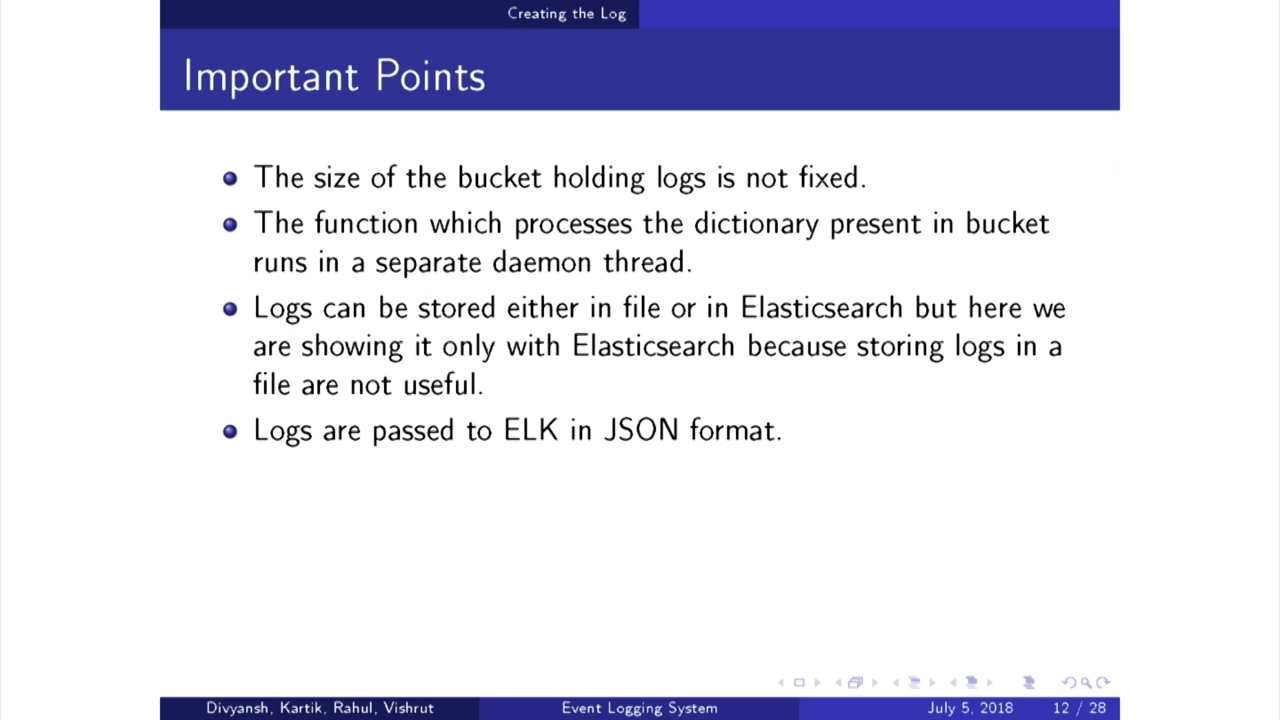 Creating the Log
Important Points
The size of the bucket holding logs is not fixed.
The function which processes the dictionary present in bucket
runs in a separate daemon thread.
Logs can be stored either in file or in Elasticsearch but here we
are showing it only with Elasticsearch because storing logs in a
file are not useful.
Logs are passed to ELK in JSON format.
Divyansh, Kartik, Rahul, Vishrut
Event Logging System
July 5, 2018
12 / 28